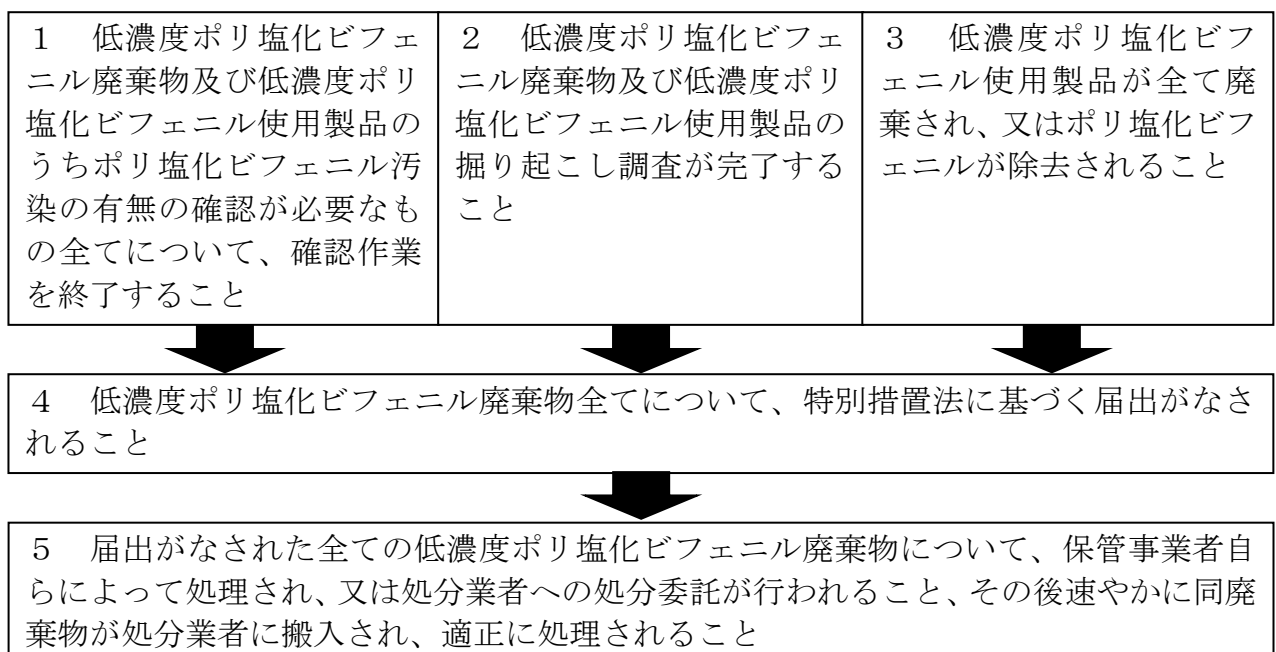 １　低濃度ポリ塩化ビフェ
ニル廃棄物及び低濃度ポリ
塩化ビフェニル使用製品の
うちポリ塩化ビフェニル汚
染の有無の確認が必要なも
の全てについて、確認作業
を終了すること
２　低濃度ポリ塩化ビフェ
ニル廃棄物及び低濃度ポリ
塩化ビフェニル使用製品の
掘り起こし調査が完了する
こと
３　低濃度ポリ塩化ビフ
ェニル使用製品が全て廃
棄され、又はポリ塩化ビフ
ェニルが除去されること
４　低濃度ポリ塩化ビフェニル廃棄物全てについて、特別措置法に基づく届出がなさ
れること
５　届出がなされた全ての低濃度ポリ塩化ビフェニル廃棄物について、保管事業者自
らによって処理され、又は処分業者への処分委託が行われること、その後速やかに同廃
棄物が処分業者に搬入され、適正に処理されること